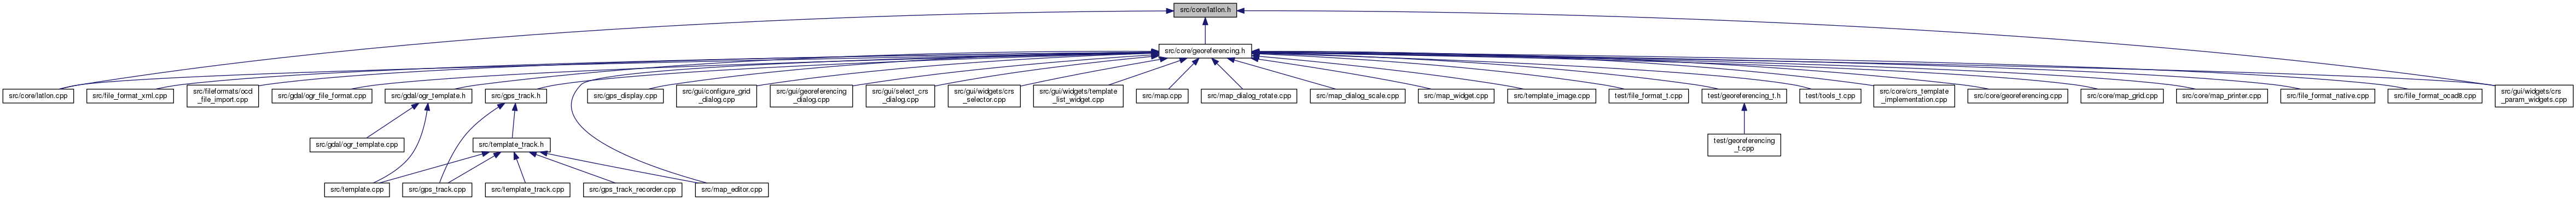 src/core/latlon.h
src/core/georeferencing.h
src/core/latlon.cpp
src/file_format_xml.cpp
src/fileformats/ocd
_file_import.cpp
src/gdal/ogr_file_format.cpp
src/gdal/ogr_template.h
src/gps_track.h
src/gps_display.cpp
src/gui/configure_grid
_dialog.cpp
src/gui/georeferencing
_dialog.cpp
src/gui/select_crs
_dialog.cpp
src/gui/widgets/crs
_selector.cpp
src/gui/widgets/template
_list_widget.cpp
src/map.cpp
src/map_dialog_rotate.cpp
src/map_dialog_scale.cpp
src/map_widget.cpp
src/template_image.cpp
test/file_format_t.cpp
test/georeferencing_t.h
test/tools_t.cpp
src/core/crs_template
_implementation.cpp
src/core/georeferencing.cpp
src/core/map_grid.cpp
src/core/map_printer.cpp
src/file_format_native.cpp
src/file_format_ocad8.cpp
src/gui/widgets/crs
_param_widgets.cpp
src/gdal/ogr_template.cpp
src/template_track.h
test/georeferencing
_t.cpp
src/template.cpp
src/gps_track.cpp
src/template_track.cpp
src/gps_track_recorder.cpp
src/map_editor.cpp